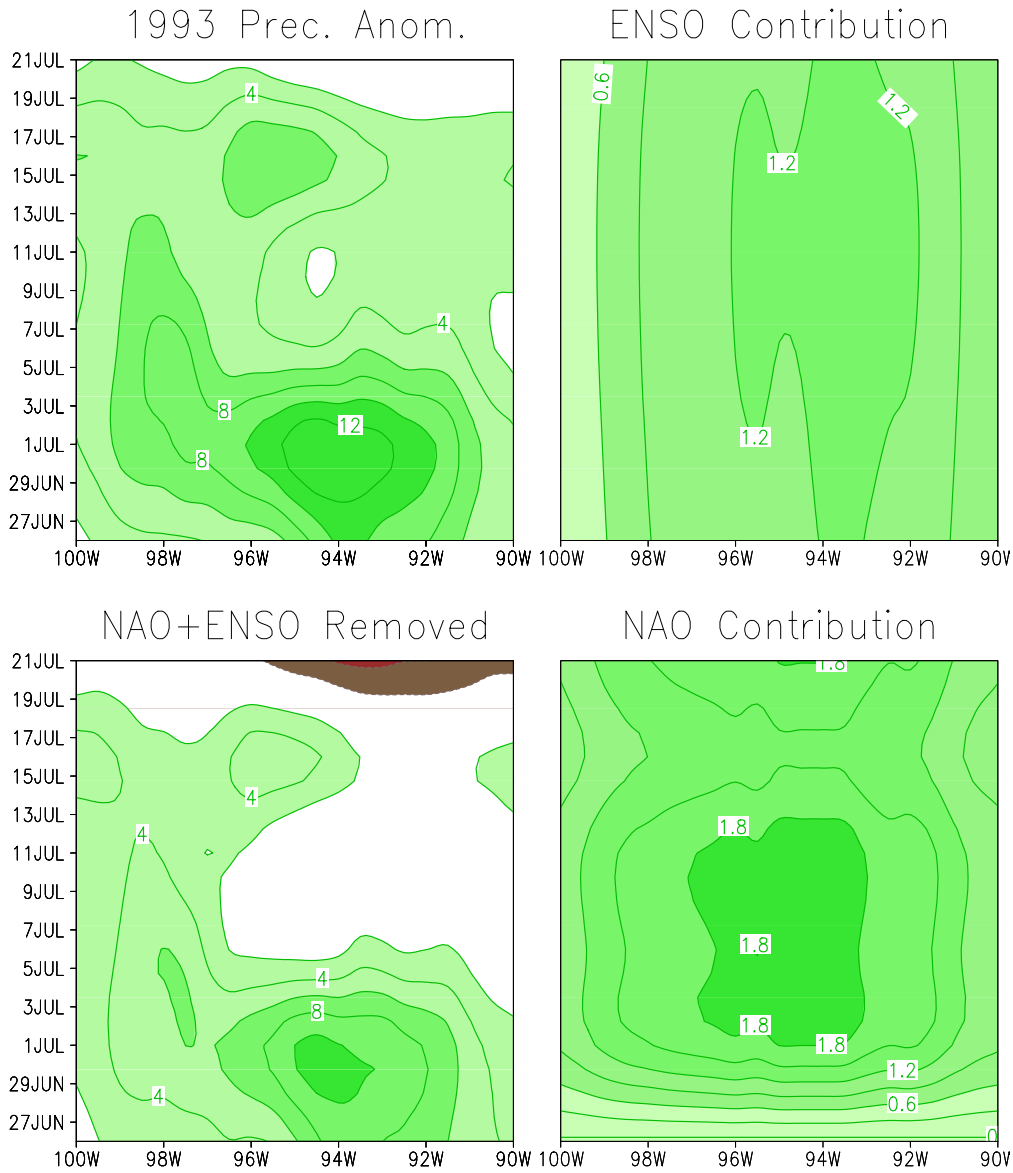 1993 Prec. Anom.
ENSO Contribution
21JUL
19JUL
17JUL
15JUL
13JUL
11JUL
9JUL
7JUL
5JUL
3JUL
1JUL
29JUN
27JUN
4
4
8
12
8
100W 98W 96W 94W 92W 90W
0.6
1.2
1.2
1.2
100W 98W 96W 94W 92W 90W
NAO+ENSO Removed
NAO Contribution
21JUL
19JUL
17JUL
15JUL
13JUL
11JUL
9JUL
7JUL
5JUL
3JUL
1JUL
29JUN
27JUN
4
4
4
8
4
100W 98W 96W 94W 92W 90W
1.8
1.8
1.8
1.8
1.8
1.2
0.6
0
100W 98W 96W 94W 92W 90W